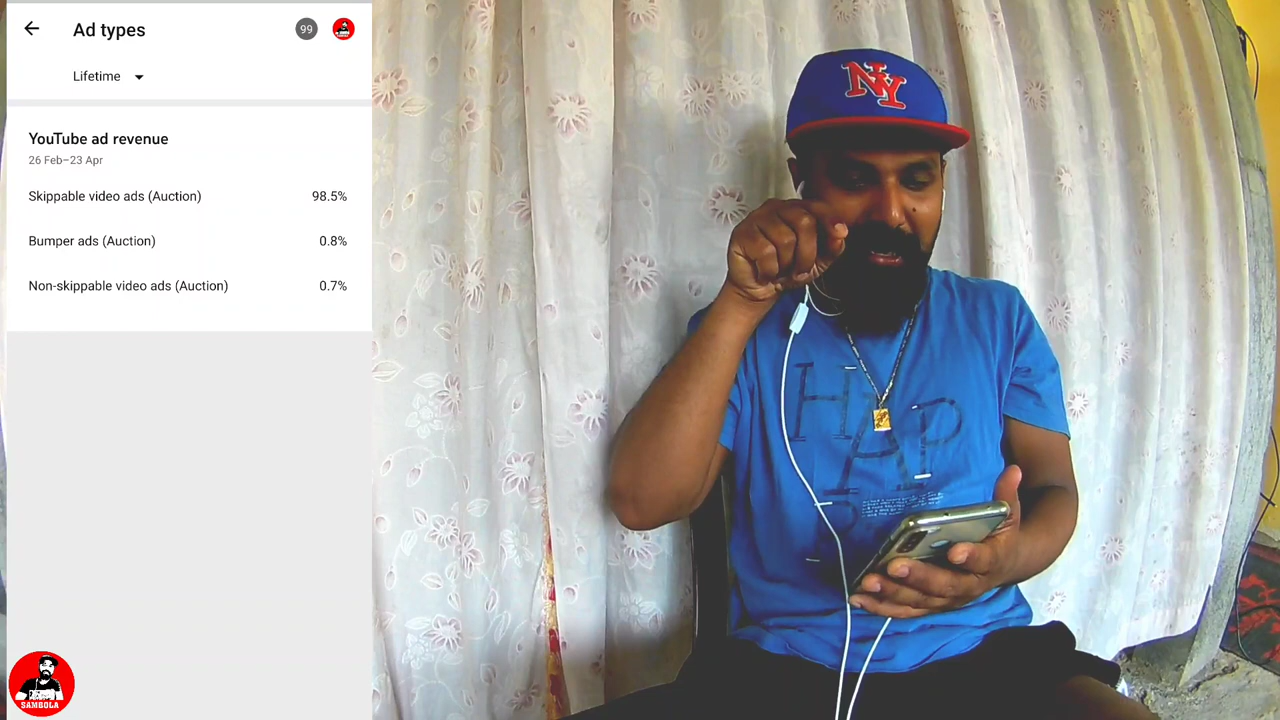 Ad types
99
Lifetime
YouTube ad revenue
26 Feb–23 Apr
Skippable video ads (Auction) 98.5%
Bumper ads (Auction) 0.8%
Non-skippable video ads (Auction) 0.7%
NY
HAP
SAMBOLA